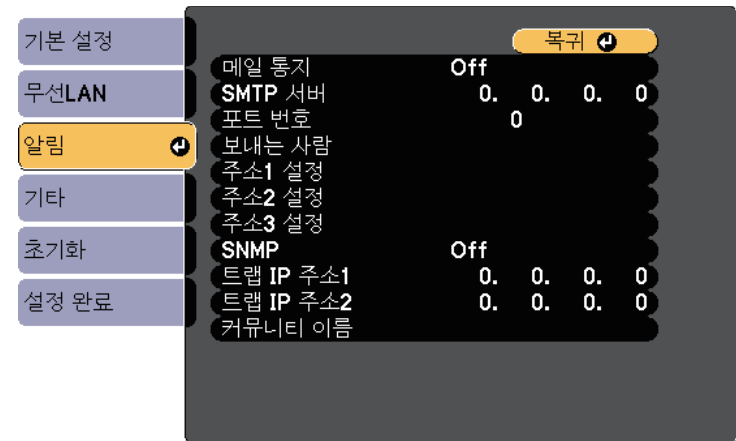 기본 설정
무선LAN
알림
기타
초기화
설정 완료
복귀
메일 통지 Off
SMTP 서버 0. 0. 0. 0
포트 번호 0
보내는 사람
주소1 설정
주소2 설정
주소3 설정
SNMP Off
트랩 IP 주소1 0. 0. 0. 0
트랩 IP 주소2 0. 0. 0. 0
커뮤니티 이름